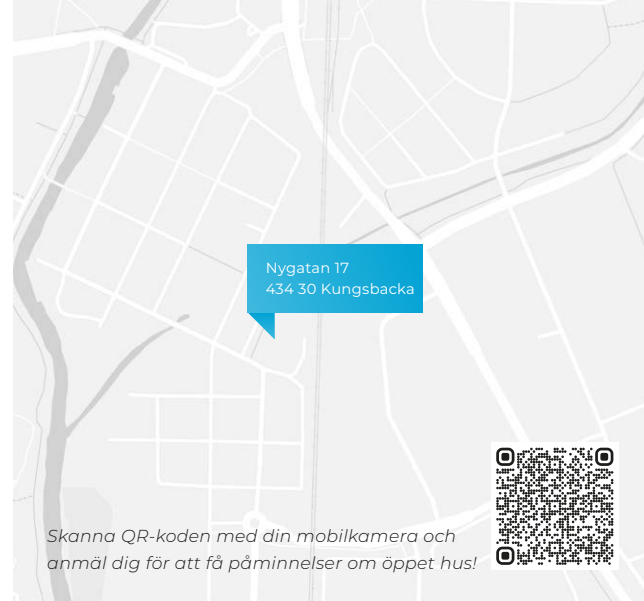 Nygatan 17
434 30 Kungsbacka
Skanna QR-koden med din mobilkamera och
anmäl dig för att få påminnelser om öppet hus!